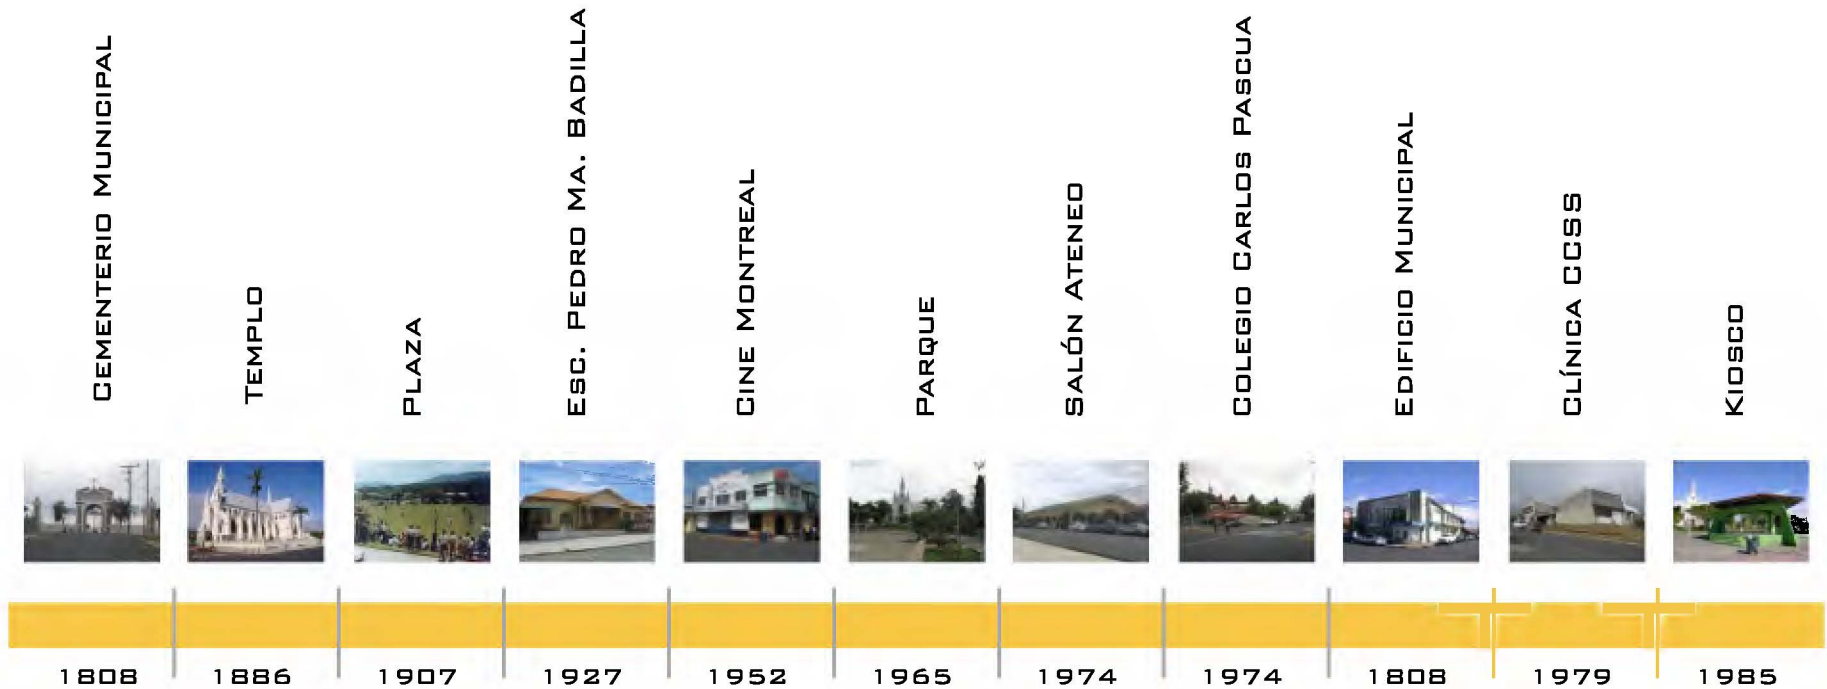 Cementerio Municipal
Templo
Plaza
Esc. Pedro Ma. Badilla
Cine Montreal
Parque
Salón Ateneo
Colegio Carlos Pascua
Edificio Municipal
Clínica CCSS
Kiosco
1808
1886
1907
1927
1952
1965
1974
1974
1808
1979
1985